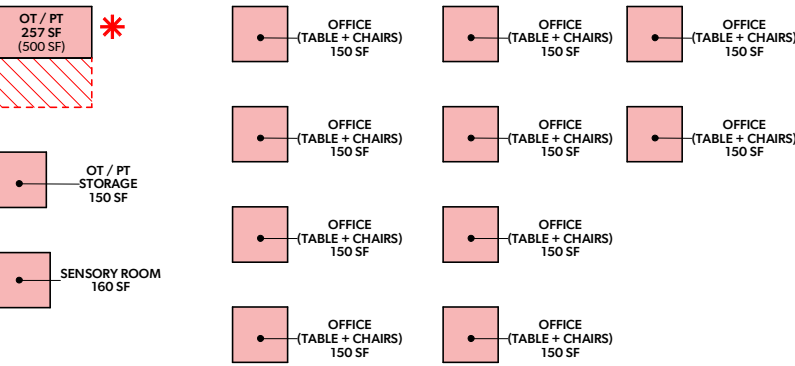 OT / PT
257 SF
(500 SF)
OT / PT
STORAGE
150 SF
SENSORY ROOM
160 SF
OFFICE
(TABLE + CHAIRS)
150 SF
OFFICE
(TABLE + CHAIRS)
150 SF
OFFICE
(TABLE + CHAIRS)
150 SF
OFFICE
(TABLE + CHAIRS)
150 SF
OFFICE
(TABLE + CHAIRS)
150 SF
OFFICE
(TABLE + CHAIRS)
150 SF
OFFICE
(TABLE + CHAIRS)
150 SF
OFFICE
(TABLE + CHAIRS)
150 SF
OFFICE
(TABLE + CHAIRS)
150 SF
OFFICE
(TABLE + CHAIRS)
150 SF